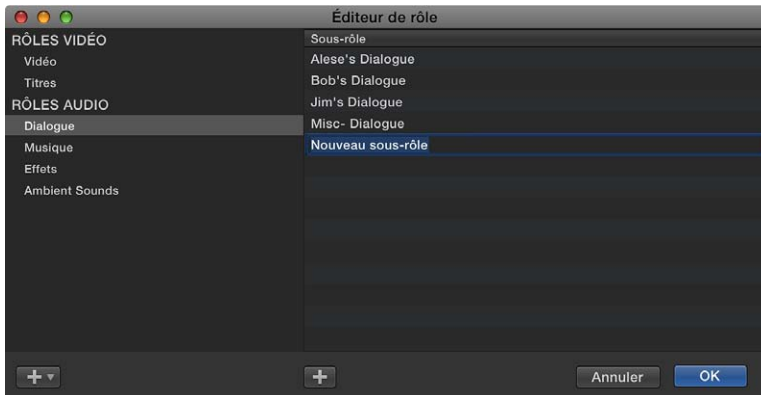 Éditeur de rôle
RÔLES VIDÉO
Vidéo
Titres
RÔLES AUDIO
Dialogue
Musique
Effets
Ambient Sounds
Sous-rôle
Alese's Dialogue
Bob's Dialogue
Jim's Dialogue
Misc- Dialogue
Nouveau sous-rôle
Annuler
OK